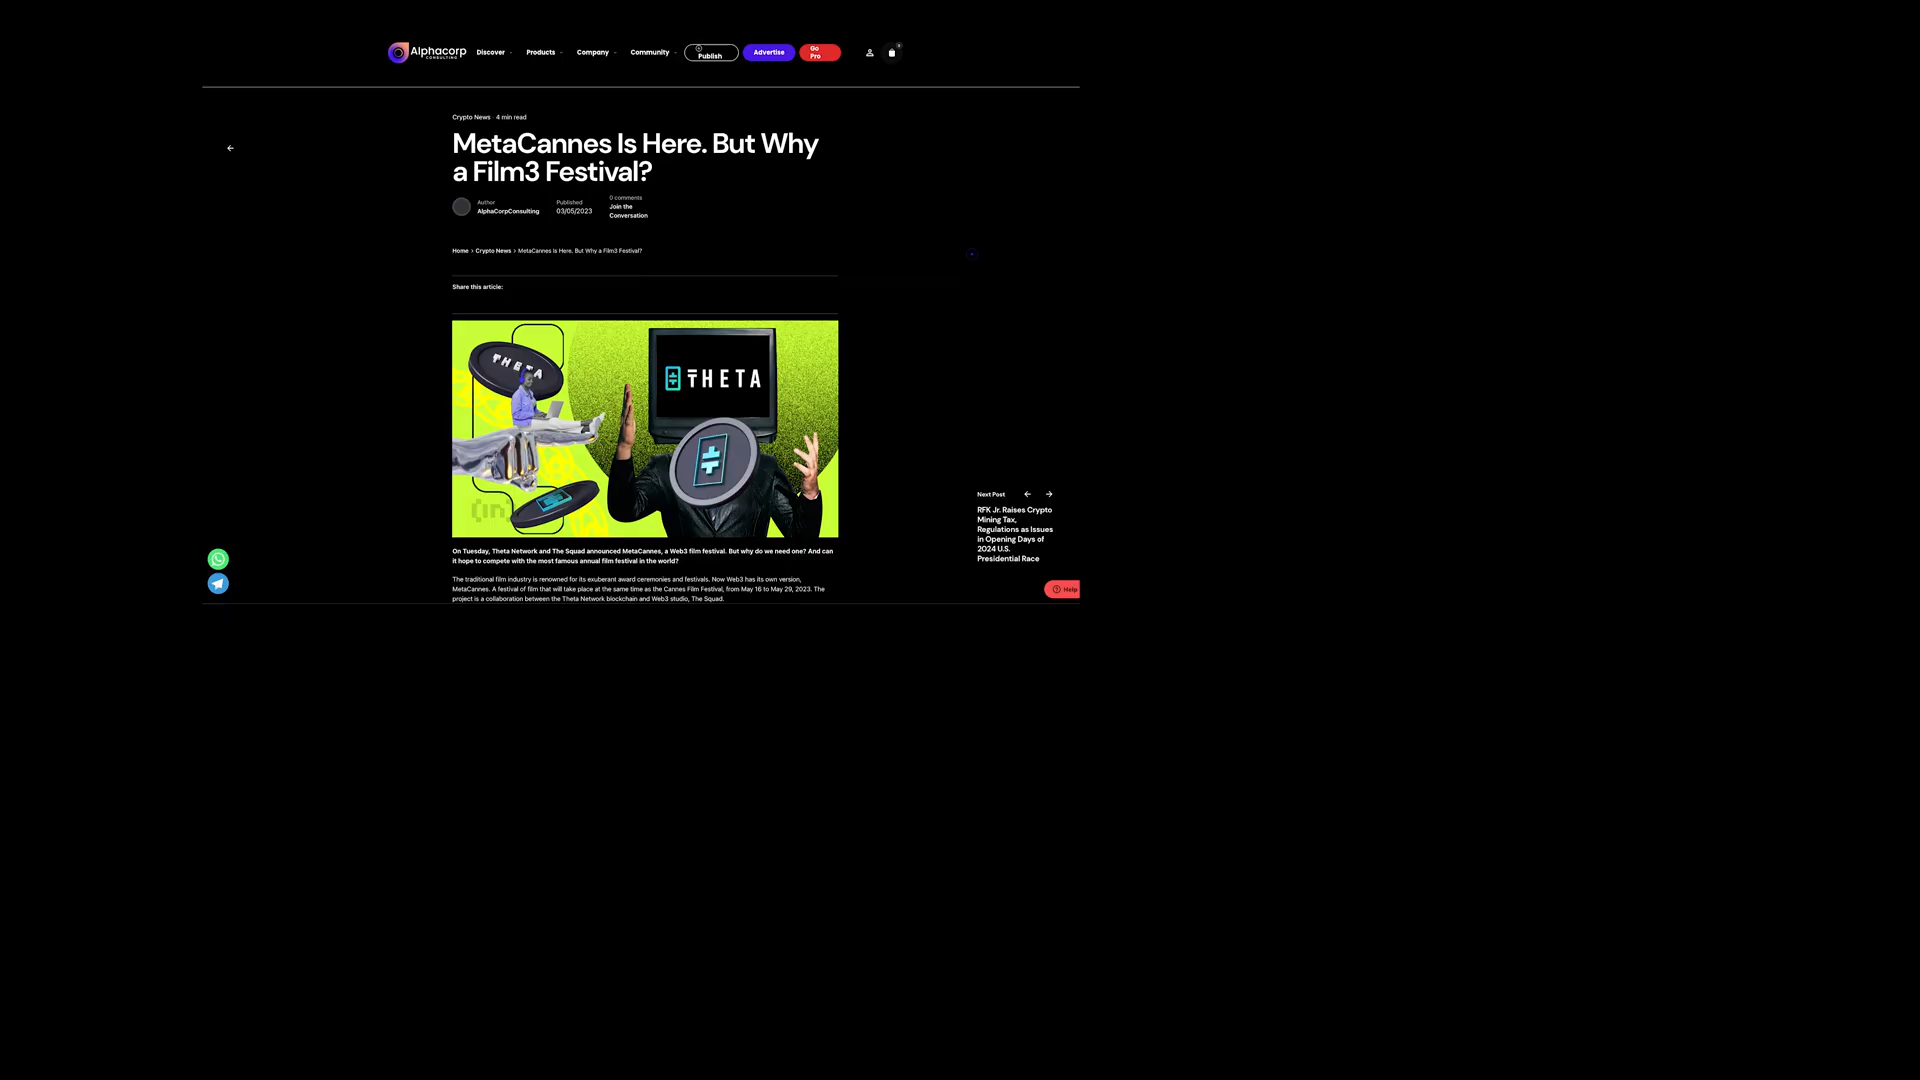 Alphacorp
CONSULTING
Discover
Products
Company
Community
Publish
Advertise
Go
Pro
0
Crypto News · 4 min read
MetaCannes Is Here. But Why
a Film3 Festival?
Author
AlphaCorpConsulting
Published
03/05/2023
0 comments
Join the
Conversation
Home > Crypto News > MetaCannes Is Here. But Why a Film3 Festival?
Share this article:
THETA
THETA
On Tuesday, Theta Network and The Squad announced MetaCannes, a Web3 film festival. But why do we need one? And can
it hope to compete with the most famous annual film festival in the world?
The traditional film industry is renowned for its exuberant award ceremonies and festivals. Now Web3 has its own version,
MetaCannes. A festival of film that will take place at the same time as the Cannes Film Festival, from May 16 to May 29, 2023. The
project is a collaboration between the Theta Network blockchain and Web3 studio, The Squad.
Next Post
RFK Jr. Raises Crypto
Mining Tax,
Regulations as Issues
in Opening Days of
2024 U.S.
Presidential Race
Help